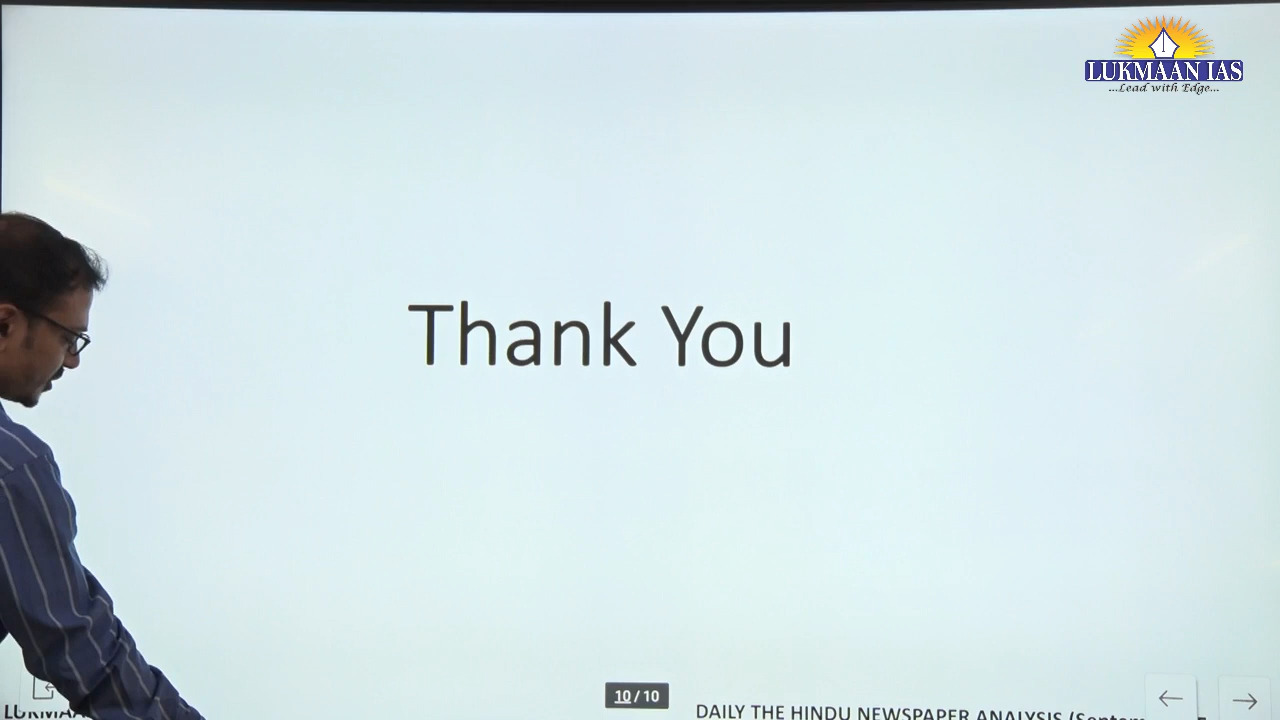 LUKMAAN IAS
...Lead with Edge...
Thank You
10 / 10
DAILY THE HINDU NEWSPAPER ANALYSIS